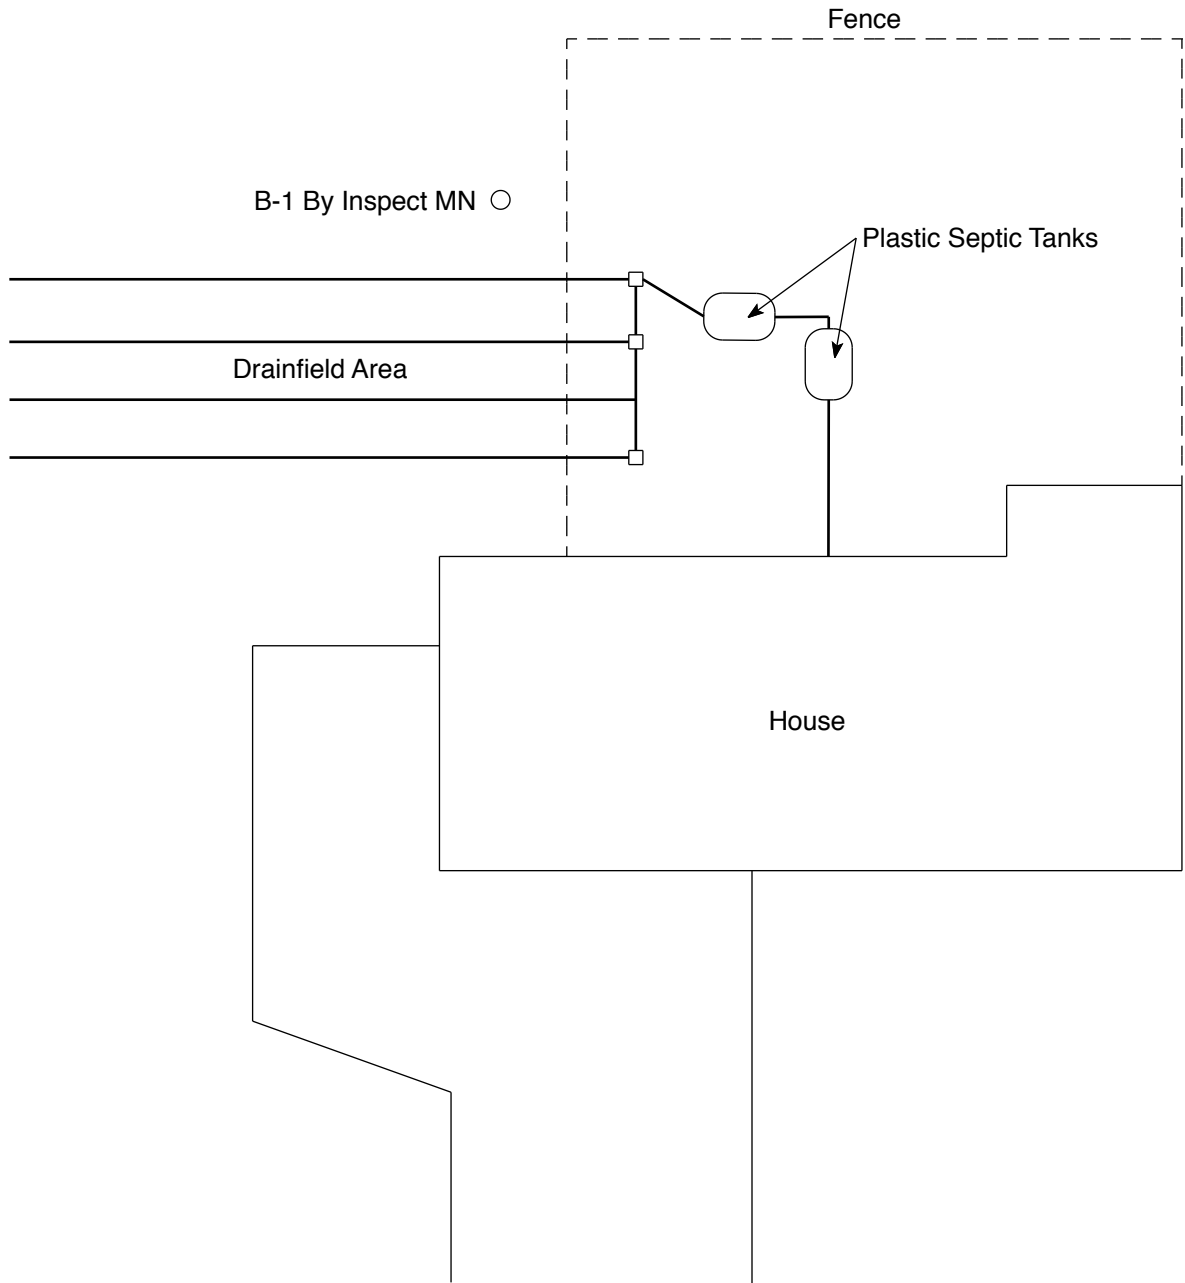 Fence
B-1 By Inspect MN
Plastic Septic Tanks
Drainfield Area
House